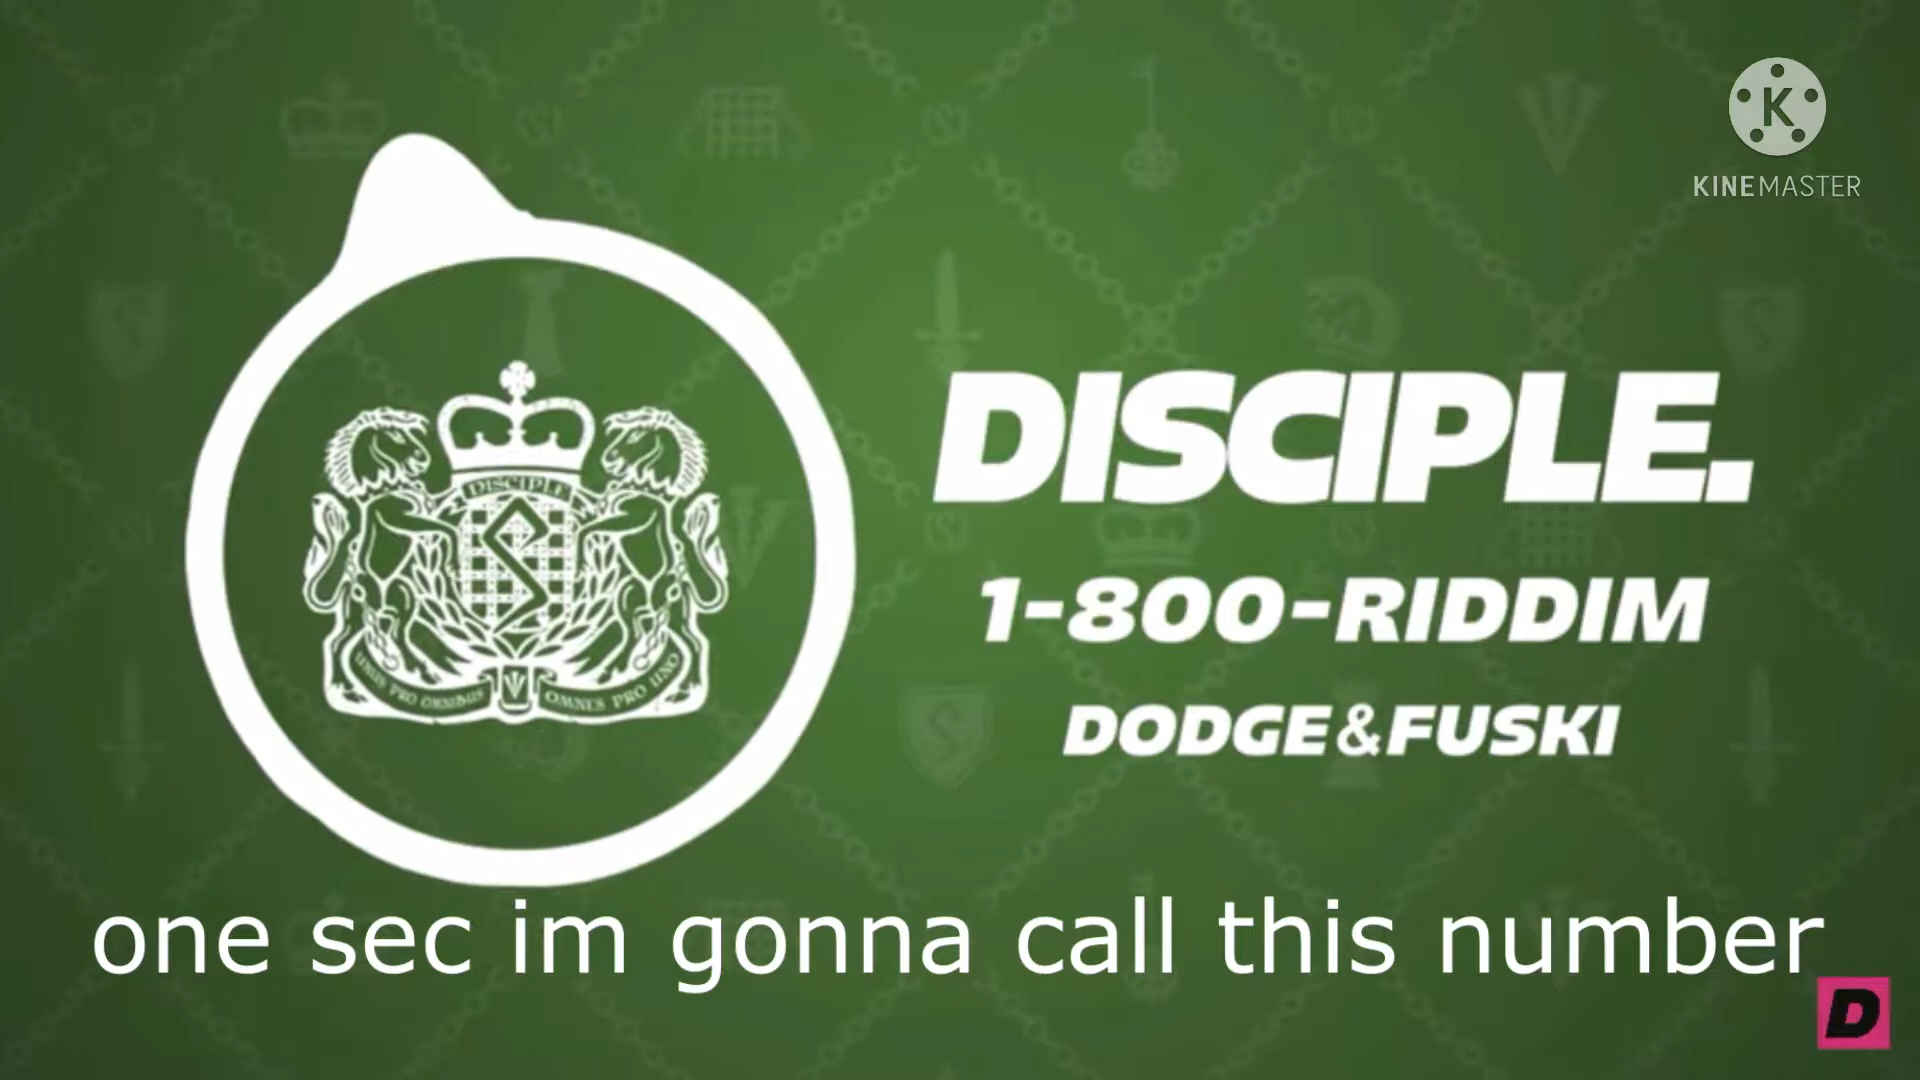 K
KINEMASTER
DISCIPLE
UNUS PRO OMNIBUS OMNES PRO UNO
DISCIPLE.
1-800-RIDDIM
DODGE&FUSKI
one sec im gonna call this number
D